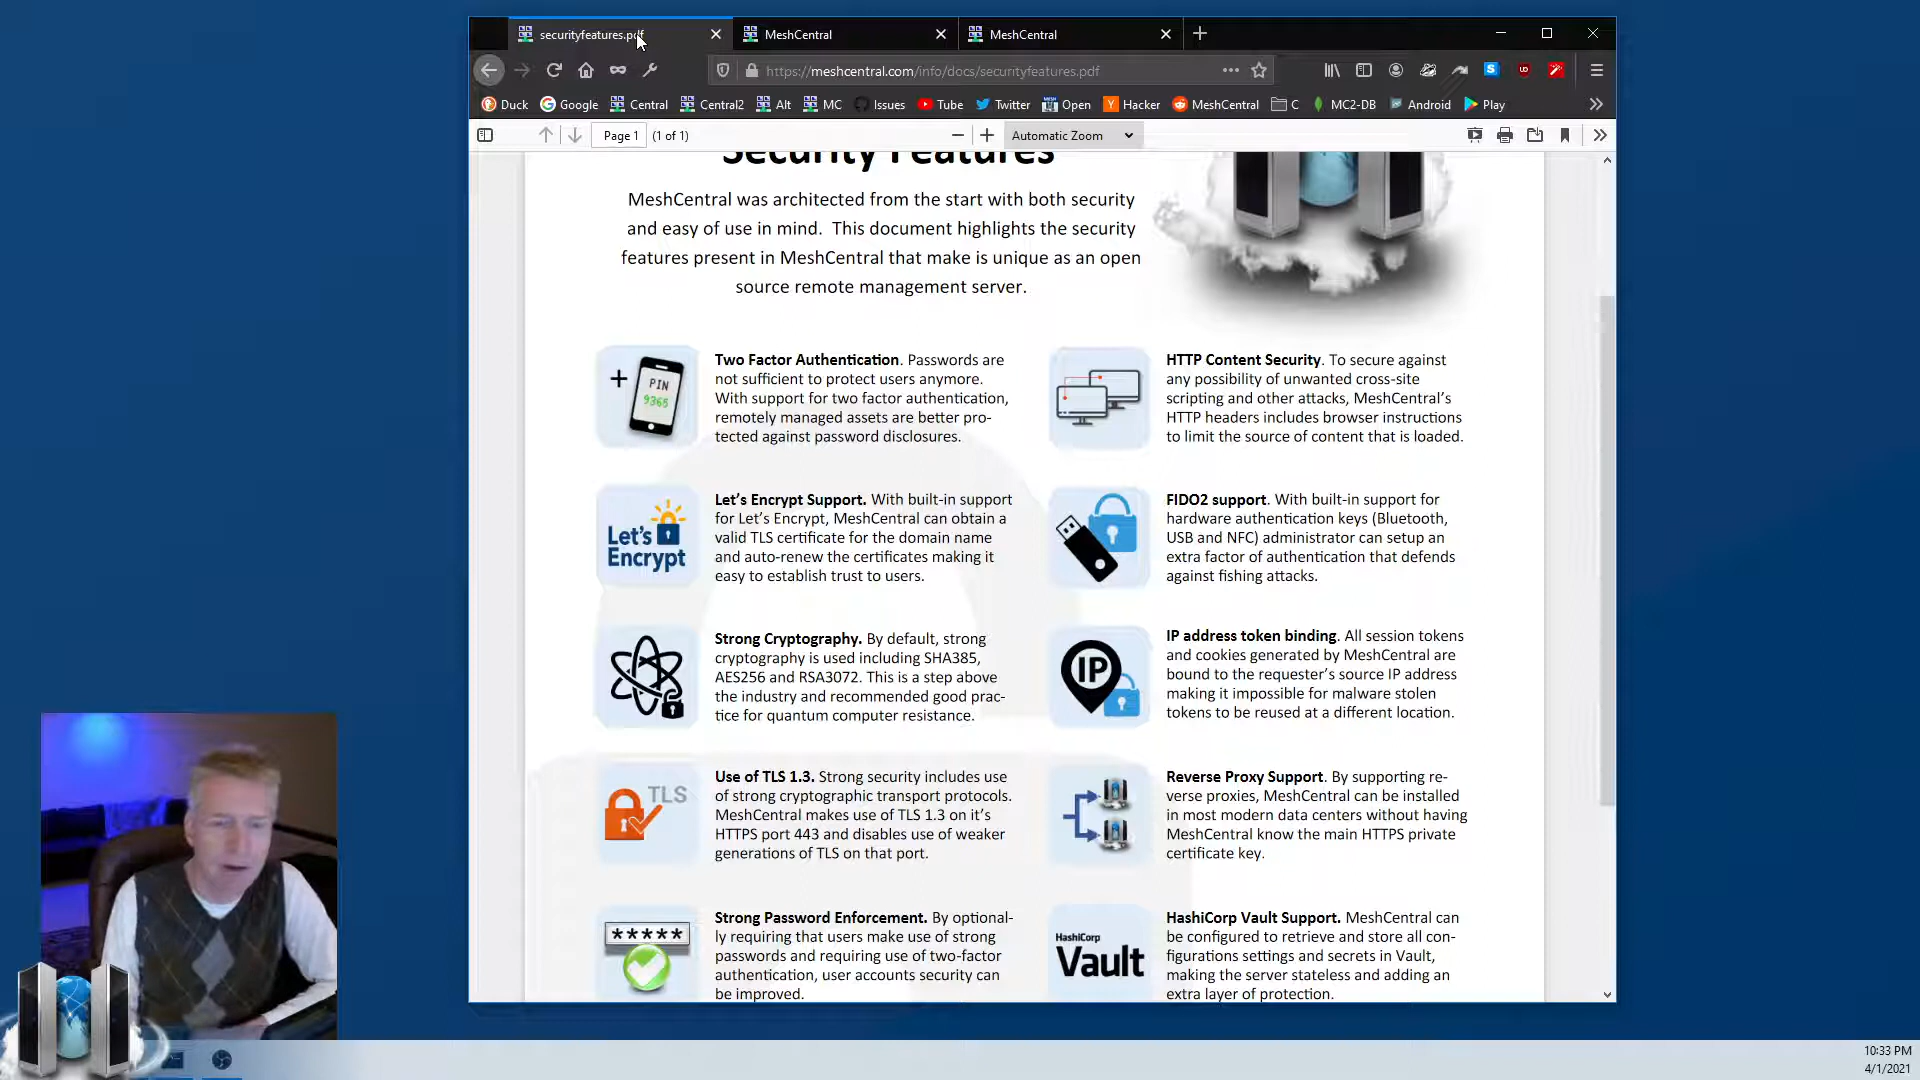 securityfeatures.pdf
MeshCentral
MeshCentral
https://meshcentral.com/info/docs/securityfeatures.pdf
Duck
Google
Central
Central2
Alt
MC
Issues
Tube
Twitter
Open
Hacker
MeshCentral
C
MC2-DB
Android
Play
Page 1
(1 of 1)
Automatic Zoom
Security Features
MeshCentral was architected from the start with both security
and easy of use in mind. This document highlights the security
features present in MeshCentral that make is unique as an open
source remote management server.
PIN
9365
Two Factor Authentication. Passwords are
not sufficient to protect users anymore.
With support for two factor authentication,
remotely managed assets are better pro-
tected against password disclosures.
HTTP Content Security. To secure against
any possibility of unwanted cross-site
scripting and other attacks, MeshCentral's
HTTP headers includes browser instructions
to limit the source of content that is loaded.
Let's
Encrypt
Let's Encrypt Support. With built-in support
for Let's Encrypt, MeshCentral can obtain a
valid TLS certificate for the domain name
and auto-renew the certificates making it
easy to establish trust to users.
FIDO2 support. With built-in support for
hardware authentication keys (Bluetooth,
USB and NFC) administrator can setup an
extra factor of authentication that defends
against fishing attacks.
Strong Cryptography. By default, strong
cryptography is used including SHA385,
AES256 and RSA3072. This is a step above
the industry and recommended good prac-
tice for quantum computer resistance.
IP
IP address token binding. All session tokens
and cookies generated by MeshCentral are
bound to the requester's source IP address
making it impossible for malware stolen
tokens to be reused at a different location.
TLS
Use of TLS 1.3. Strong security includes use
of strong cryptographic transport protocols.
MeshCentral makes use of TLS 1.3 on it's
HTTPS port 443 and disables use of weaker
generations of TLS on that port.
Reverse Proxy Support. By supporting re-
verse proxies, MeshCentral can be installed
in most modern data centers without having
MeshCentral know the main HTTPS private
certificate key.
*****
Strong Password Enforcement. By optional-
ly requiring that users make use of strong
passwords and requiring use of two-factor
authentication, user accounts security can
be improved.
HashiCorp
Vault
HashiCorp Vault Support. MeshCentral can
be configured to retrieve and store all con-
figurations settings and secrets in Vault,
making the server stateless and adding an
extra layer of protection.
10:33 PM
4/1/2021